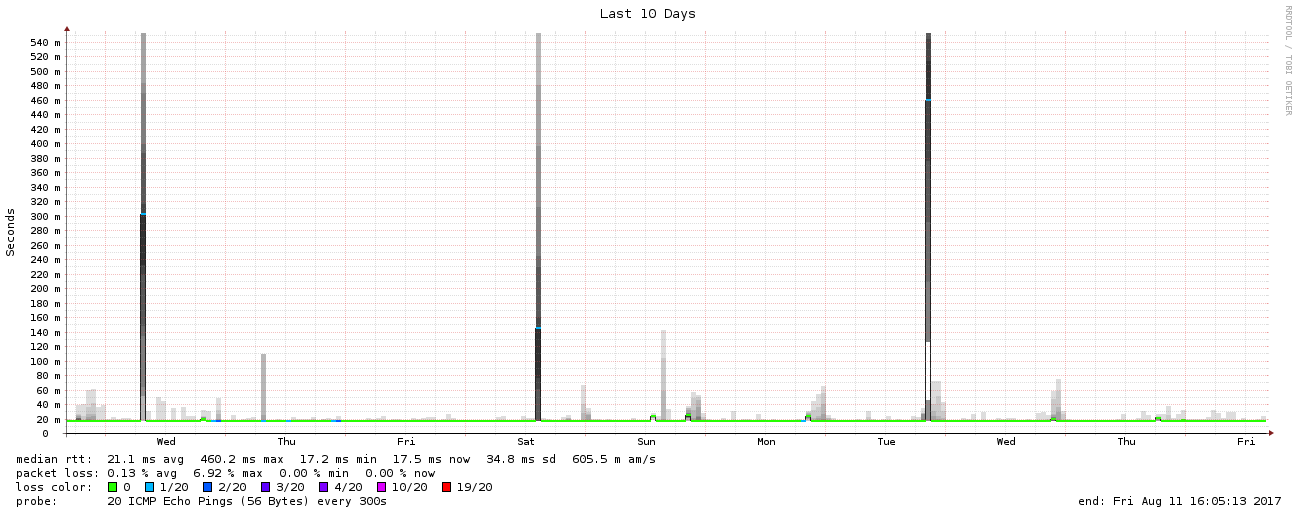 Last 10 Days
RRDTOOL / TOBI OETIKER
Seconds
540 m
520 m
500 m
480 m
460 m
440 m
420 m
400 m
380 m
360 m
340 m
320 m
300 m
280 m
260 m
240 m
220 m
200 m
180 m
160 m
140 m
120 m
100 m
80 m
60 m
40 m
20 m
0
Wed Thu Fri Sat Sun Mon Tue Wed Thu Fri
median rtt: 21.1 ms avg 460.2 ms max 17.2 ms min 17.5 ms now 34.8 ms sd 605.5 m am/s
packet loss: 0.13 % avg 6.92 % max 0.00 % min 0.00 % now
loss color: 0 1/20 2/20 3/20 4/20 10/20 19/20
probe: 20 ICMP Echo Pings (56 Bytes) every 300s end: Fri Aug 11 16:05:13 2017